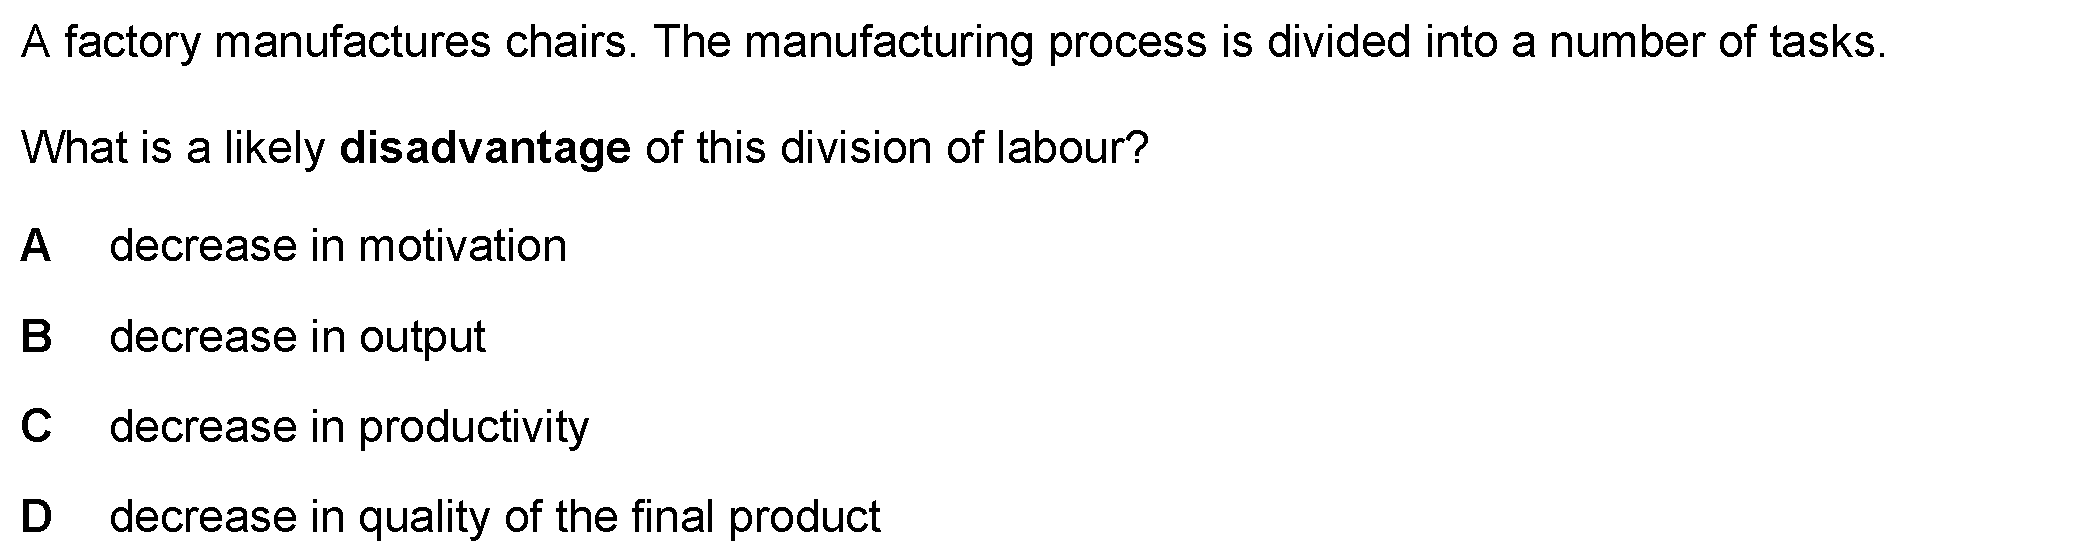 A factory manufactures chairs. The manufacturing process is divided into a number of tasks.
What is a likely disadvantage of this division of labour?
A decrease in motivation
B decrease in output
C decrease in productivity
D decrease in quality of the final product